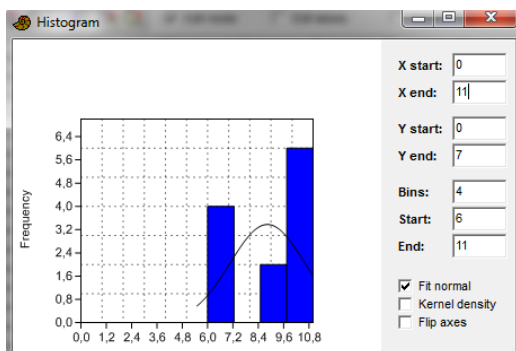 Histogram
X start: 0
X end: 11
Y start: 0
Y end: 7
Bins: 4
Start: 6
End: 11
Fit normal
Kernel density
Flip axes
Frequency
6,4
5,6
4,8
4,0
3,2
2,4
1,6
0,8
0,0
0,0 1,2 2,4 3,6 4,8 6,0 7,2 8,4 9,6 10,8